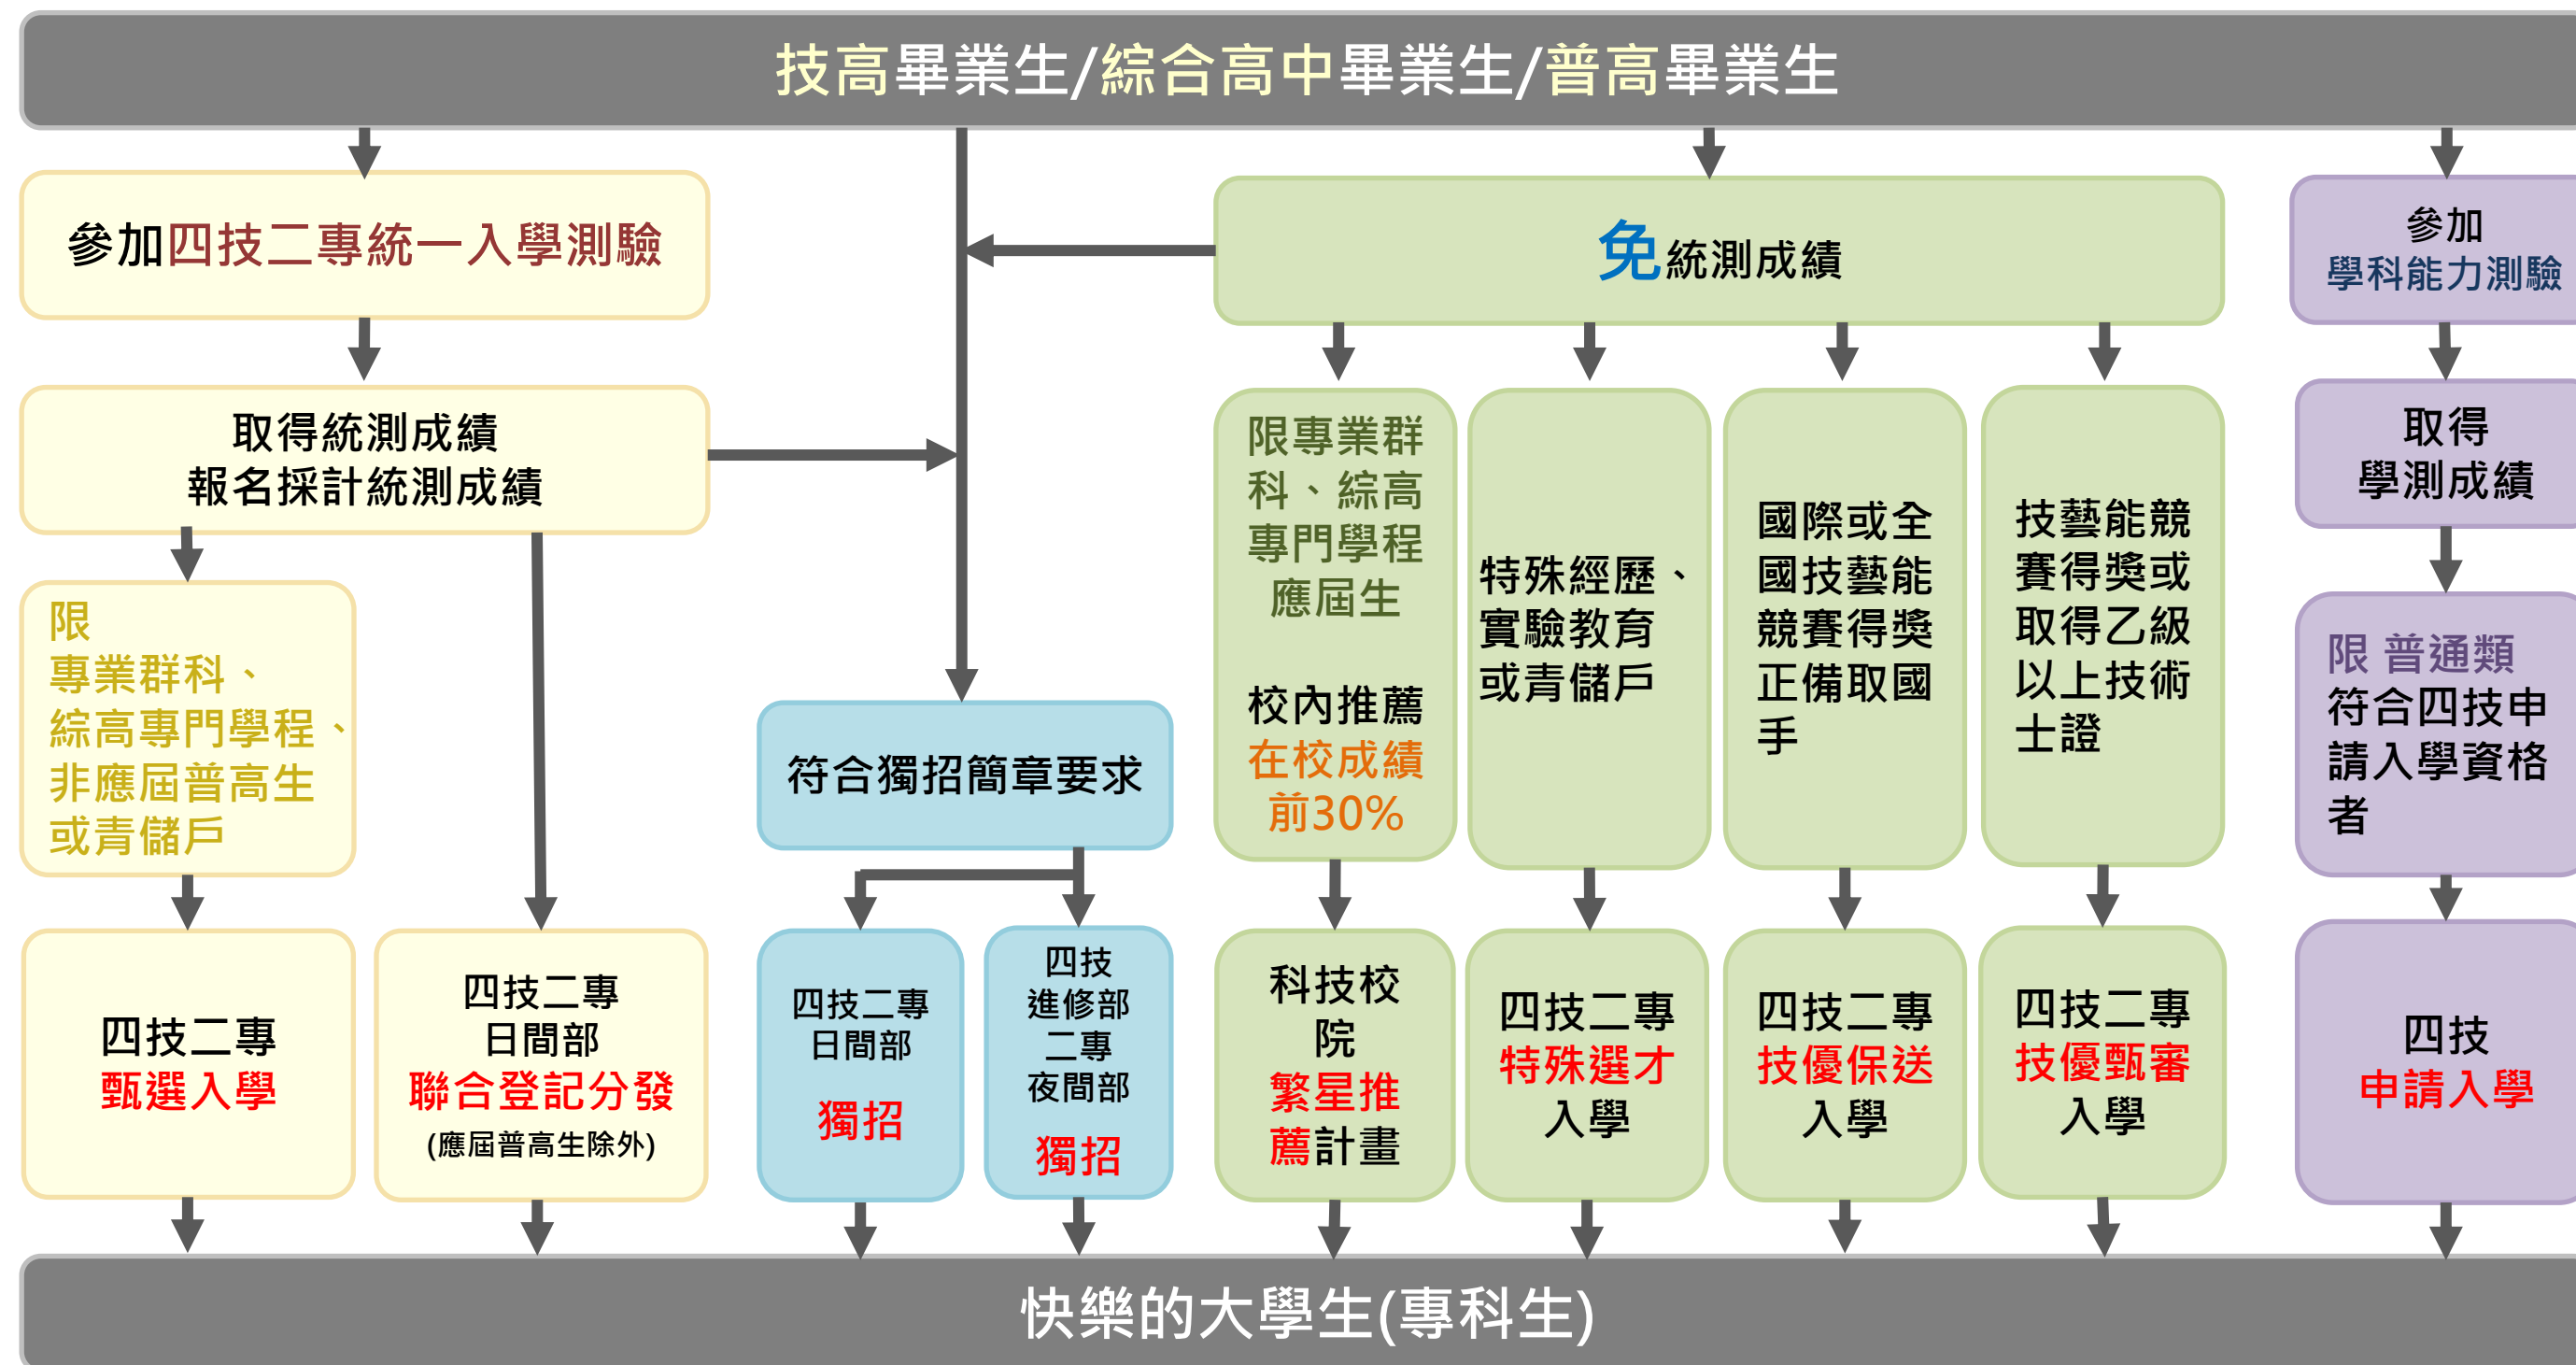 技高畢業生/綜合高中畢業生/普高畢業生
參加四技二專統一入學測驗
免統測成績
參加
學科能力測驗
取得統測成績
報名採計統測成績
取得
學測成績
限
專業群科、
綜高專門學程、
非應屆普高生
或青儲戶
符合獨招簡章要求
限專業群
科、綜高
專門學程
應屆生
校內推薦
在校成績
前30%
特殊經歷、
實驗教育
或青儲戶
國際或全
國技藝能
競賽得獎
正備取國
手
技藝能競
賽得獎或
取得乙級
以上技術
士證
限 普通類
符合四技申
請入學資格
者
四技二專
甄選入學
四技二專
日間部
聯合登記分發
(應屆普高生除外)
四技二專
日間部
獨招
四技
進修部
二專
夜間部
獨招
科技校
院
繁星推
薦計畫
四技二專
特殊選才
入學
四技二專
技優保送
入學
四技二專
技優甄審
入學
四技
申請入學
快樂的大學生(專科生)